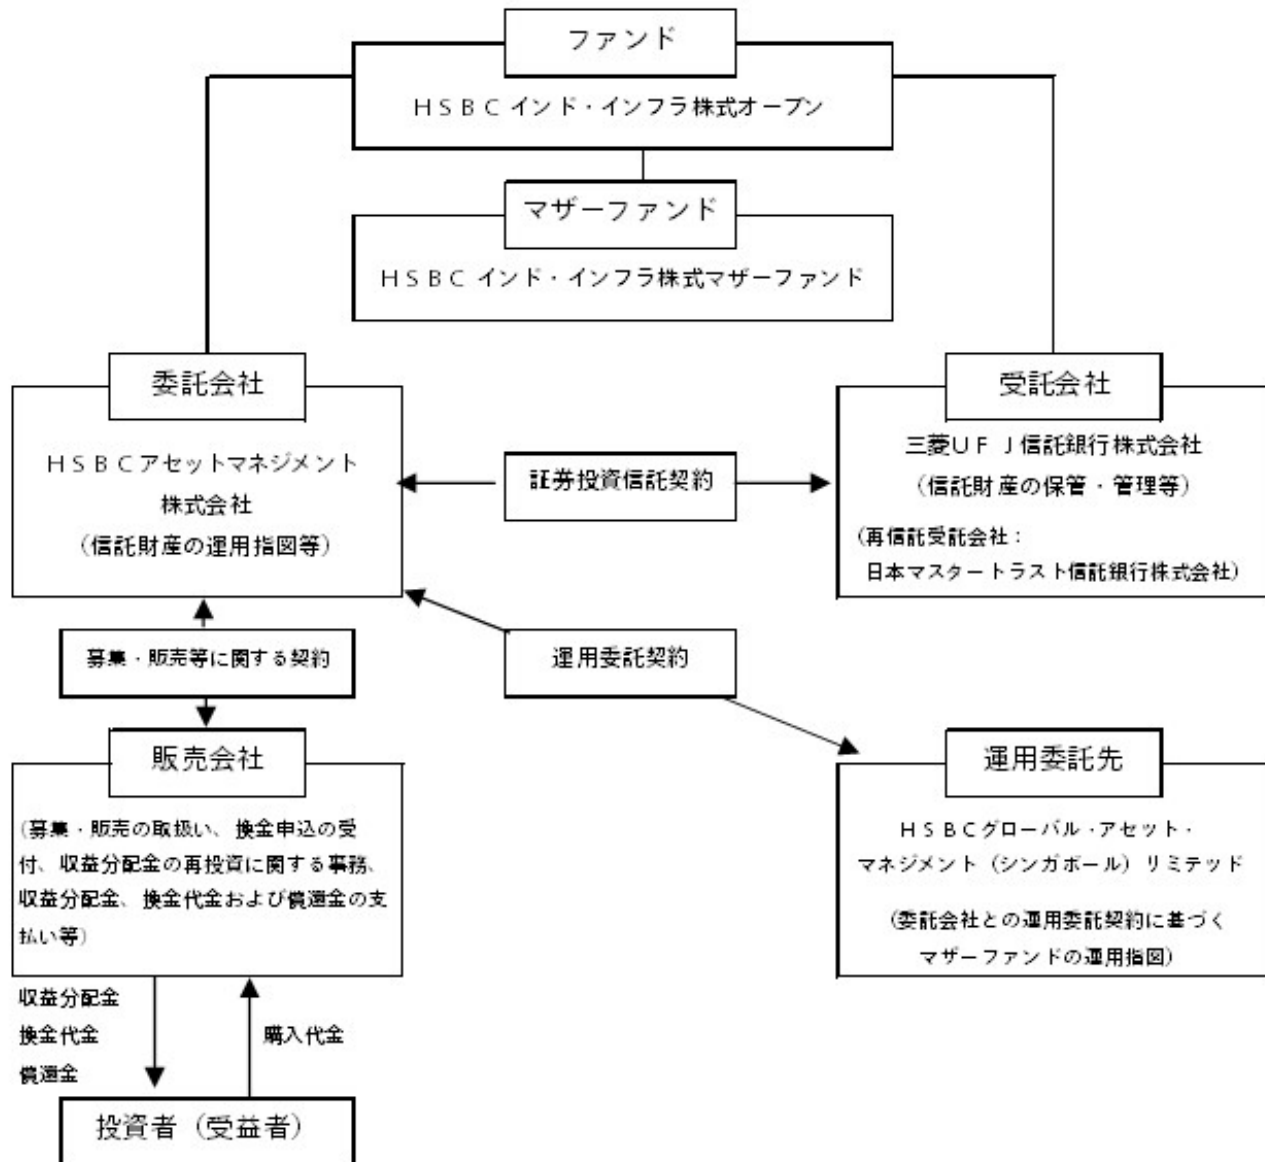 ファンド
ＨＳＢＣ インド・インフラ株式オープン
マザーファンド
ＨＳＢＣ インド・インフラ株式マザーファンド
委託会社
ＨＳＢＣアセットマネジメント
株式会社
（信託財産の運用指図等）
証券投資信託契約
受託会社
三菱ＵＦＪ信託銀行株式会社
（信託財産の保管・管理等）
（再信託受託会社：
日本マスタートラスト信託銀行株式会社）
募集・販売等に関する契約
運用委託契約
販売会社
（募集・販売の取扱い、換金申込の受
付、収益分配金の再投資に関する事務、
収益分配金、換金代金および償還金の支
払い等）
運用委託先
ＨＳＢＣグローバル・アセット・
マネジメント（シンガポール）リミテッド
（委託会社との運用委託契約に基づく
マザーファンドの運用指図）
収益分配金
換金代金
償還金
購入代金
投資者（受益者）